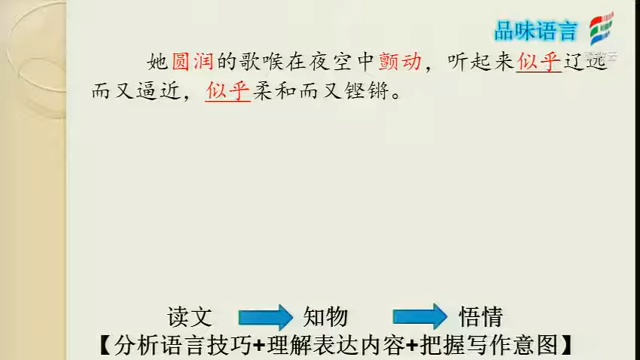 品味语言
她圆润的歌喉在夜空中颤动，听起来似乎辽远
而又逼近，似乎柔和而又铿锵。
读文 知物 悟情
【分析语言技巧+理解表达内容+把握写作意图】